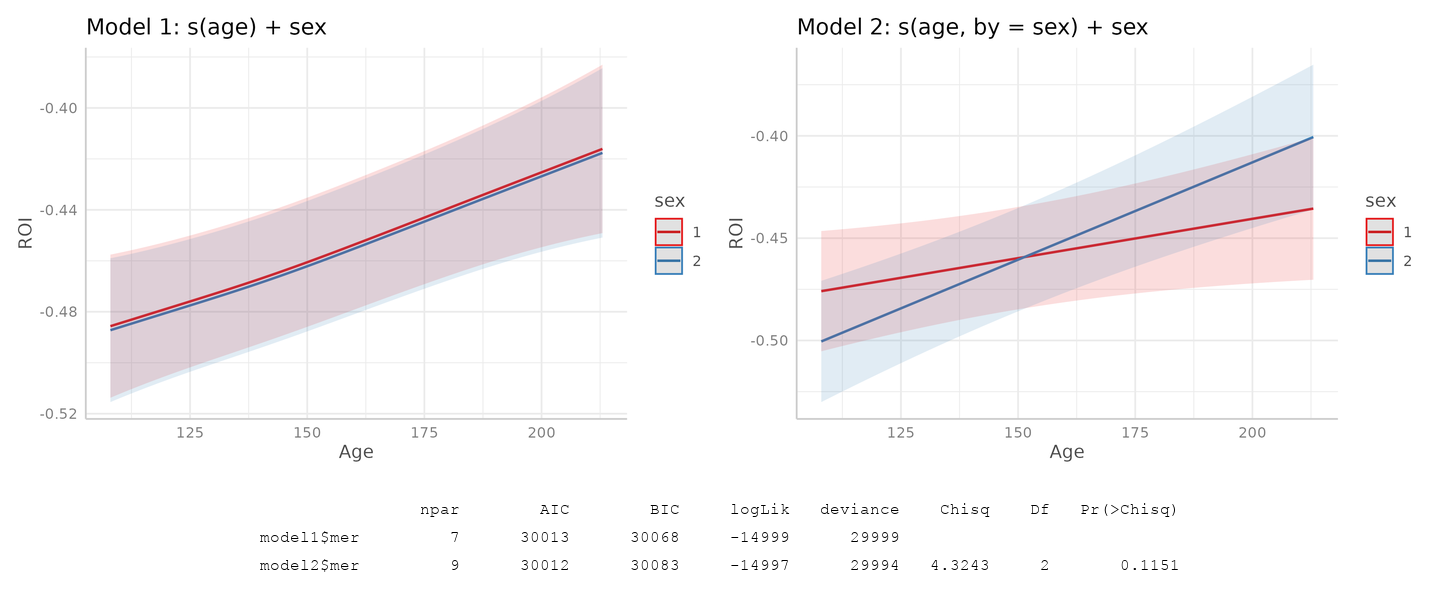 Model 1: s(age) + sex
-0.40
-0.44
-0.48
-0.52
ROI
125 150 175 200
Age
sex
1
2
Model 2: s(age, by = sex) + sex
-0.40
-0.45
-0.50
ROI
125 150 175 200
Age
sex
1
2
npar AIC BIC logLik deviance Chisq Df Pr(>Chisq)
model1$mer 7 30013 30068 -14999 29999
model2$mer 9 30012 30083 -14997 29994 4.3243 2 0.1151